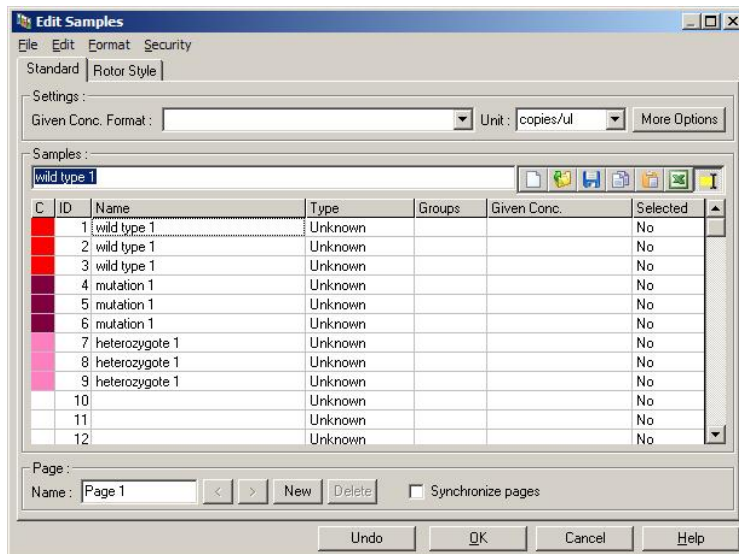 Edit Samples
File Edit Format Security
Standard Rotor Style
Settings :
Given Conc. Format : Unit : copies/ul More Options
Samples :
wild type 1
C ID Name Type Groups Given Conc. Selected
1 wild type 1 Unknown No
2 wild type 1 Unknown No
3 wild type 1 Unknown No
4 mutation 1 Unknown No
5 mutation 1 Unknown No
6 mutation 1 Unknown No
7 heterozygote 1 Unknown No
8 heterozygote 1 Unknown No
9 heterozygote 1 Unknown No
10 Unknown No
11 Unknown No
12 Unknown No
Page :
Name : Page 1 < > New Delete Synchronize pages
Undo OK Cancel Help